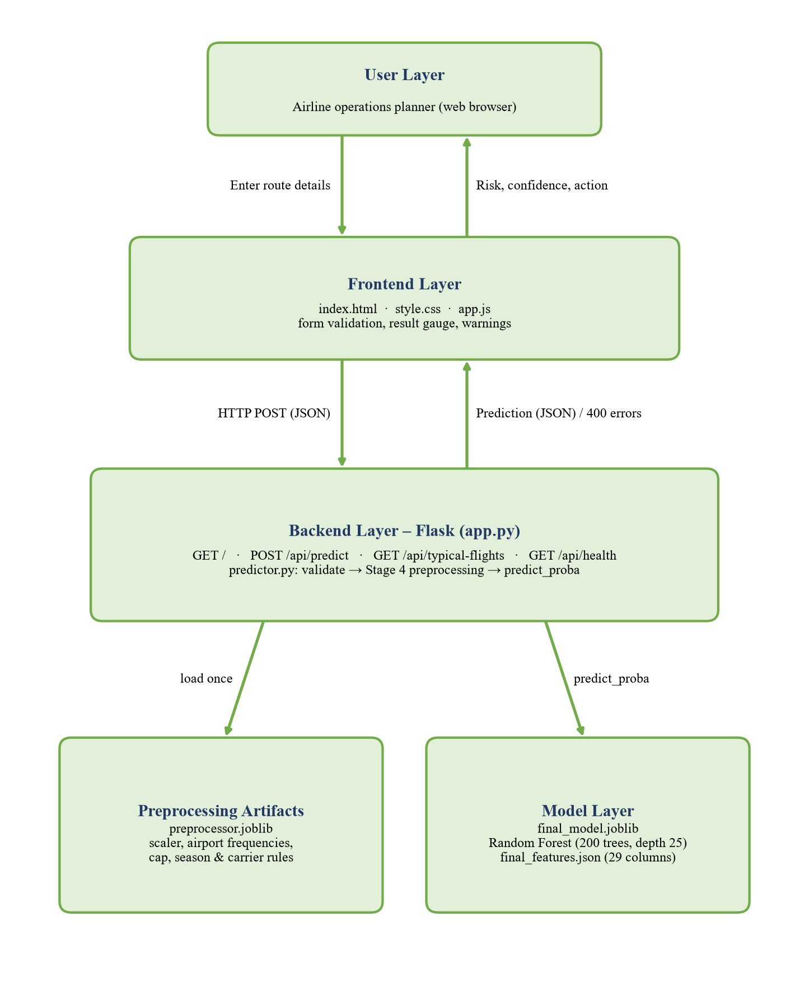 User Layer
Airline operations planner (web browser)
Enter route details
Risk, confidence, action
Frontend Layer
index.html · style.css · app.js
form validation, result gauge, warnings
HTTP POST (JSON)
Prediction (JSON) / 400 errors
Backend Layer – Flask (app.py)
GET / · POST /api/predict · GET /api/typical-flights · GET /api/health
predictor.py: validate → Stage 4 preprocessing → predict_proba
load once
predict_proba
Preprocessing Artifacts
preprocessor.joblib
scaler, airport frequencies,
cap, season & carrier rules
Model Layer
final_model.joblib
Random Forest (200 trees, depth 25)
final_features.json (29 columns)